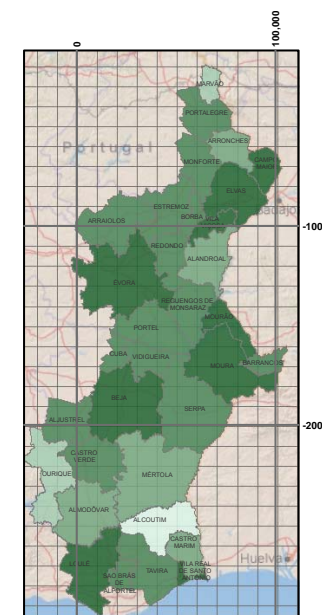 0
100,000
MARVÃO
PORTALEGRE
ARRONCHES
Portugal
MONFORTE
CAMPO
MAIOR
ELVAS
ESTREMOZ
BORBA
Badajo
ARRAIOLOS
-100
REDONDO
ALANDROAL
ÉVORA
REGUENGOS DE
MONSARAZ
MOURÃO
PORTEL
CUBA
VIDIGUEIRA
MOURA
BARRANCOS
BEJA
SERPA
ALJUSTREL
-200
CASTRO
VERDE
OURIQUE
MÉRTOLA
ALMODÔVAR
ALCOUTIM
CASTRO
MARIM
Huelva
LOULÉ
VILA REAL
DE SANTO
ANTÓNIO
TAVIRA
SÃO BRÁS
DE
ALPORTEL